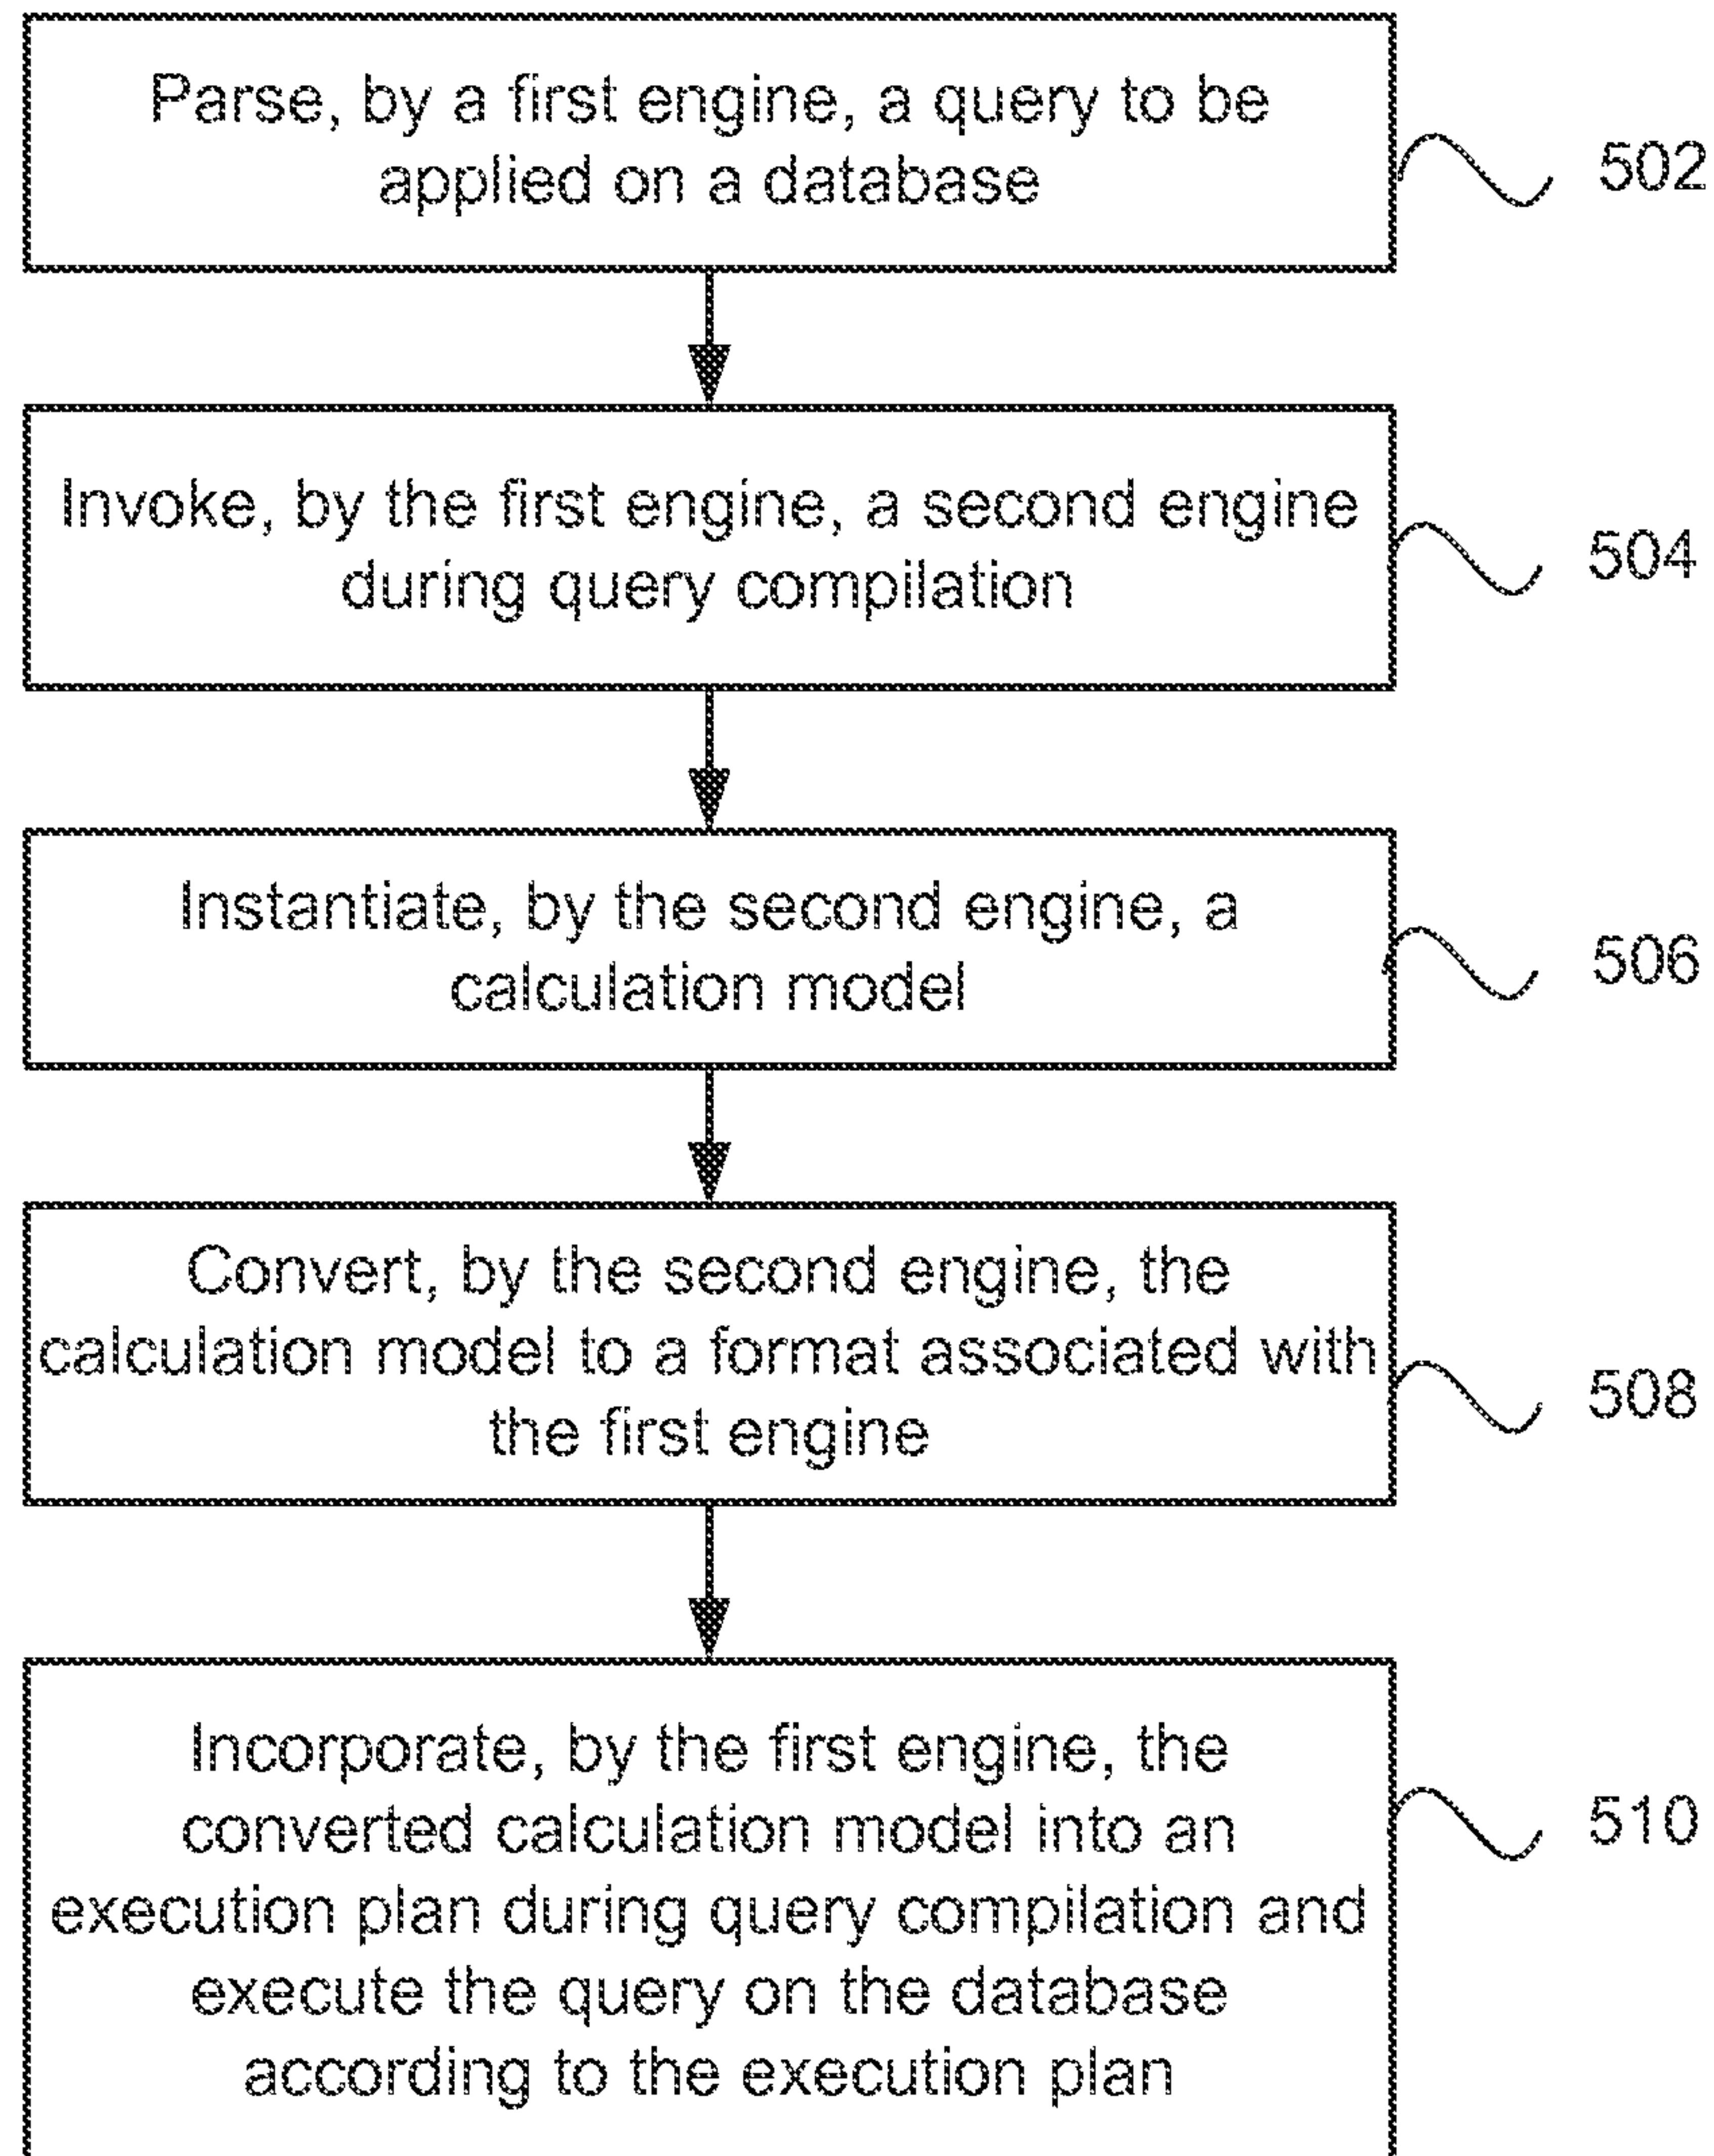 Parse, by a first engine, a query to be
applied on a database
502
Invoke, by the first engine, a second engine
during query compilation
504
Instantiate, by the second engine, a
calculation model
506
Convert, by the second engine, the
calculation model to a format associated with
the first engine
508
Incorporate, by the first engine, the
converted calculation model into an
execution plan during query compilation and
execute the query on the database
according to the execution plan
510